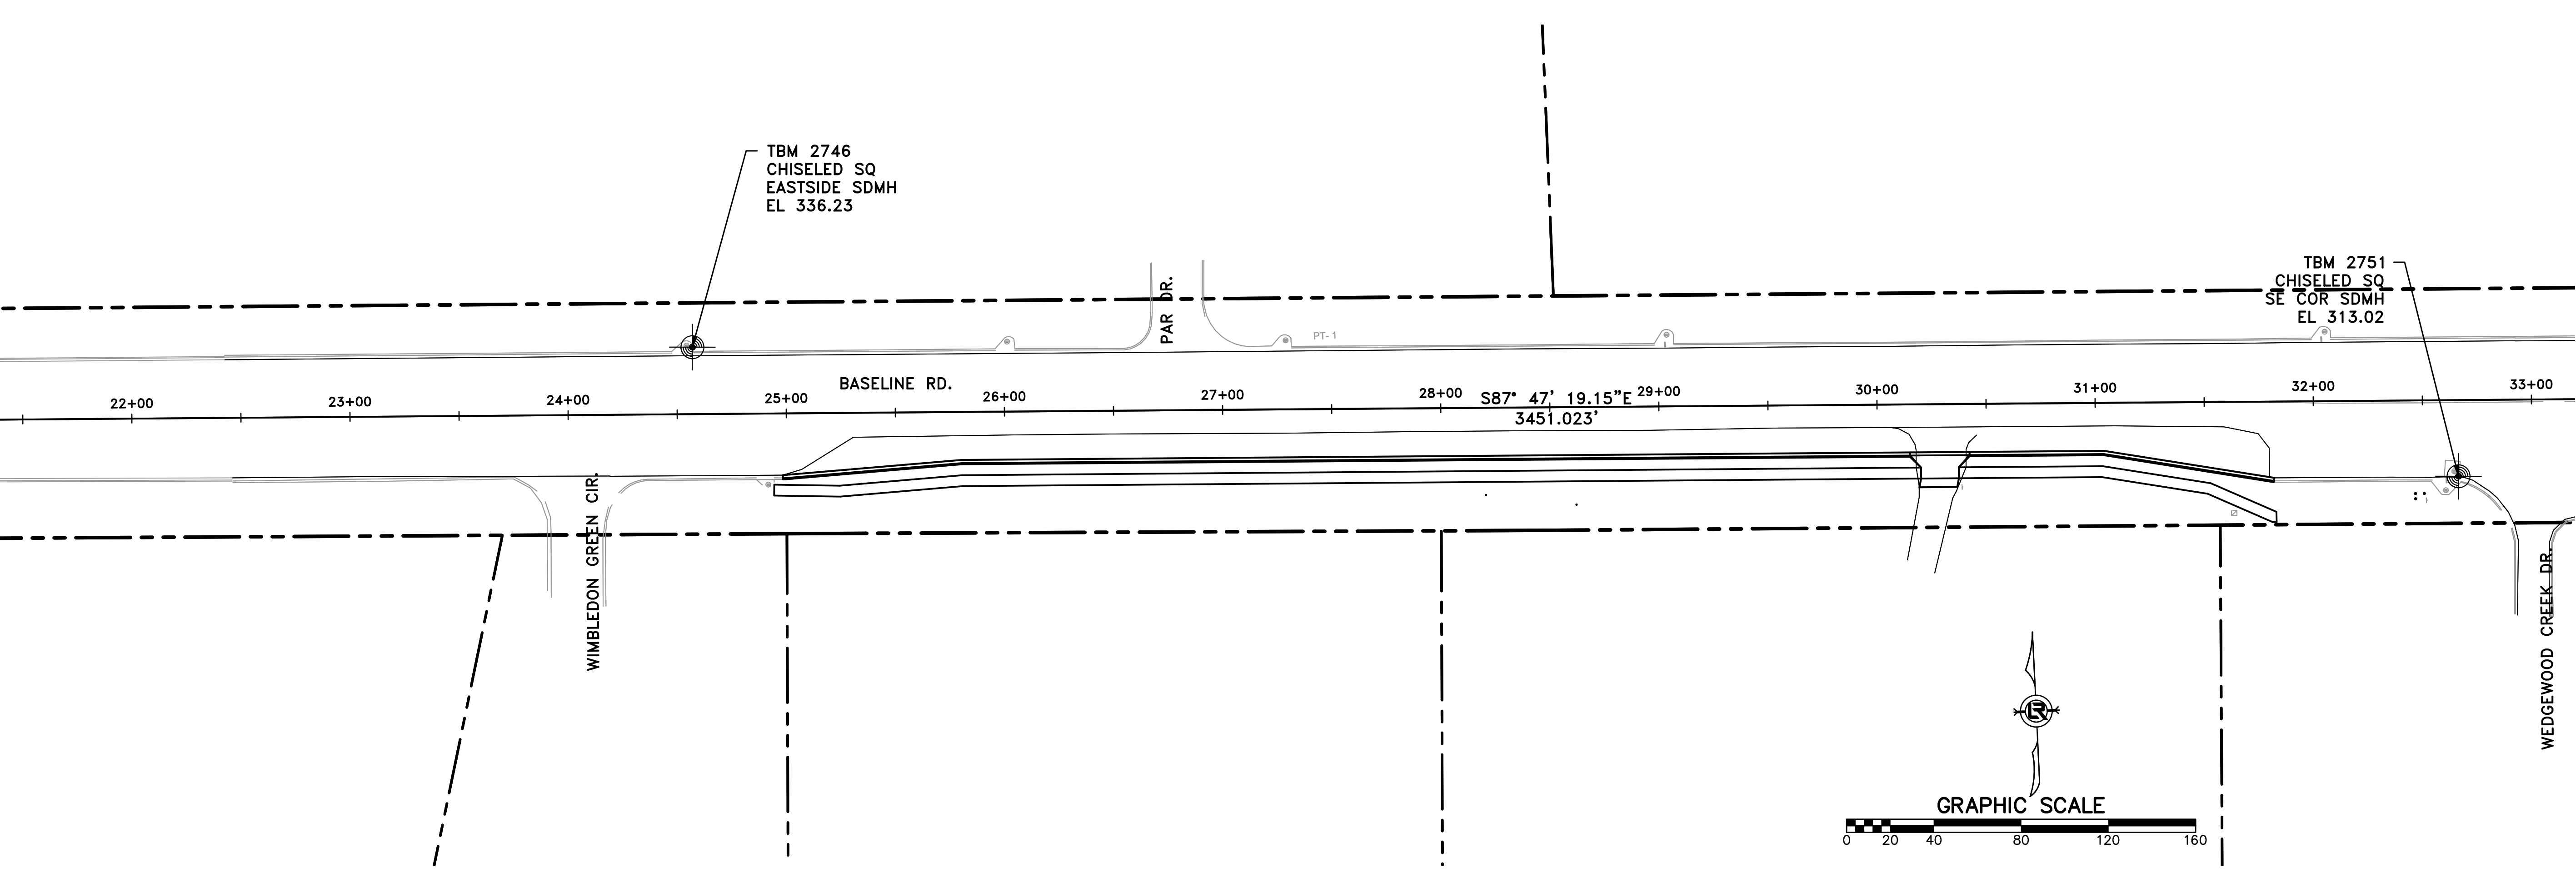 TBM 2746
CHISELED SQ
EASTSIDE SDMH
EL 336.23
TBM 2751
CHISELED SQ
SE COR SDMH
EL 313.02
PAR DR.
PT-1
BASELINE RD.
22+00 23+00 24+00 25+00 26+00 27+00 28+00 29+00 30+00 31+00 32+00 33+00
S87° 47' 19.15"E
3451.023'
WIMBLEDON GREEN CIR.
WEDGEWOOD CREEK DR.
LR
GRAPHIC SCALE
0 20 40 80 120 160